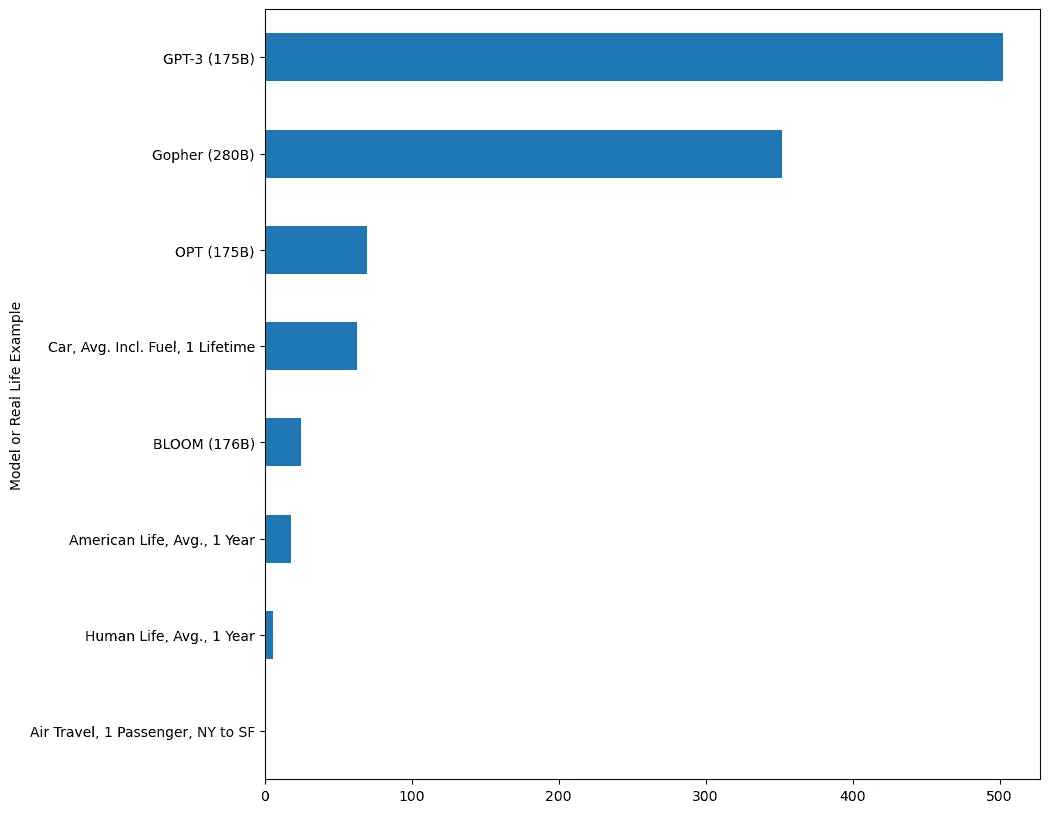 GPT-3 (175B)
Gopher (280B)
OPT (175B)
Car, Avg. Incl. Fuel, 1 Lifetime
BLOOM (176B)
American Life, Avg., 1 Year
Human Life, Avg., 1 Year
Air Travel, 1 Passenger, NY to SF
Model or Real Life Example
0 100 200 300 400 500